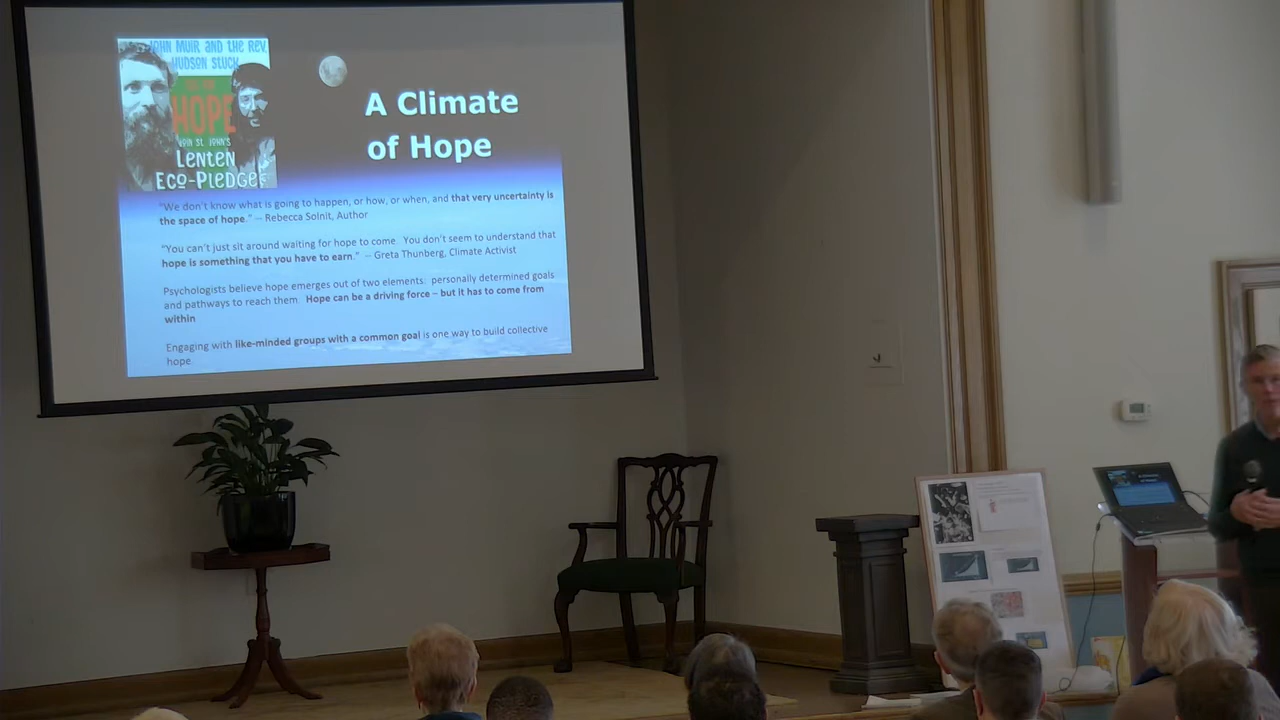 JOHN MUIR AND THE REV.
HUDSON STUCK
HOPE
JOIN ST. JOHN'S
LENTEN
ECO-PLEDGE
A Climate
of Hope
"We don't know what is going to happen, or how, or when, and that very uncertainty is
the space of hope." -- Rebecca Solnit, Author
"You can't just sit around waiting for hope to come. You don't seem to understand that
hope is something that you have to earn." -- Greta Thunberg, Climate Activist
Psychologists believe hope emerges out of two elements: personally determined goals
and pathways to reach them. Hope can be a driving force – but it has to come from
within
Engaging with like-minded groups with a common goal is one way to build collective
hope